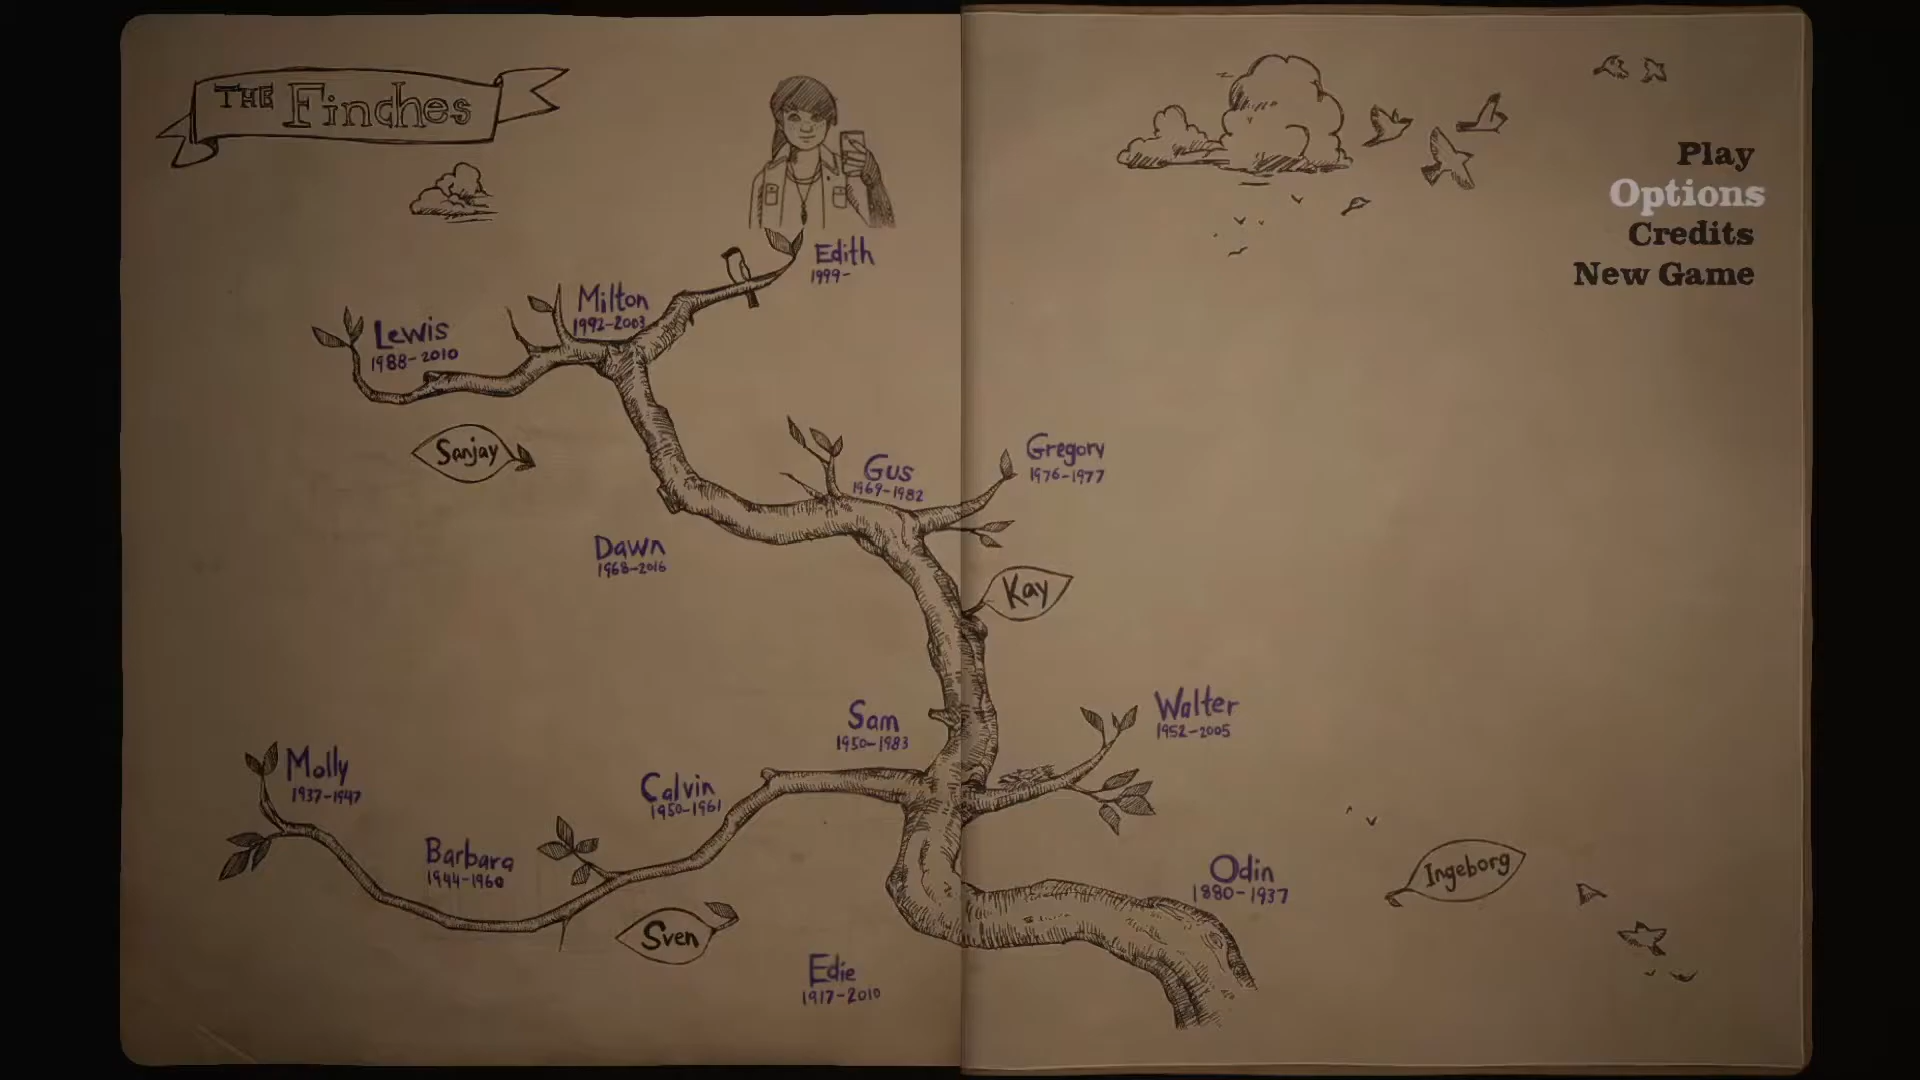 THE Finches
Play
Options
Credits
New Game
Edith
1999-
Milton
1992-2003
Lewis
1988-2010
Sanjay
Gus
1969-1982
Gregory
1976-1977
Dawn
1968-2016
Kay
Sam
1950-1983
Walter
1952-2005
Molly
1937-1947
Calvin
1950-1961
Barbara
1944-1960
Odin
1880-1937
Ingeborg
Sven
Edie
1917-2010